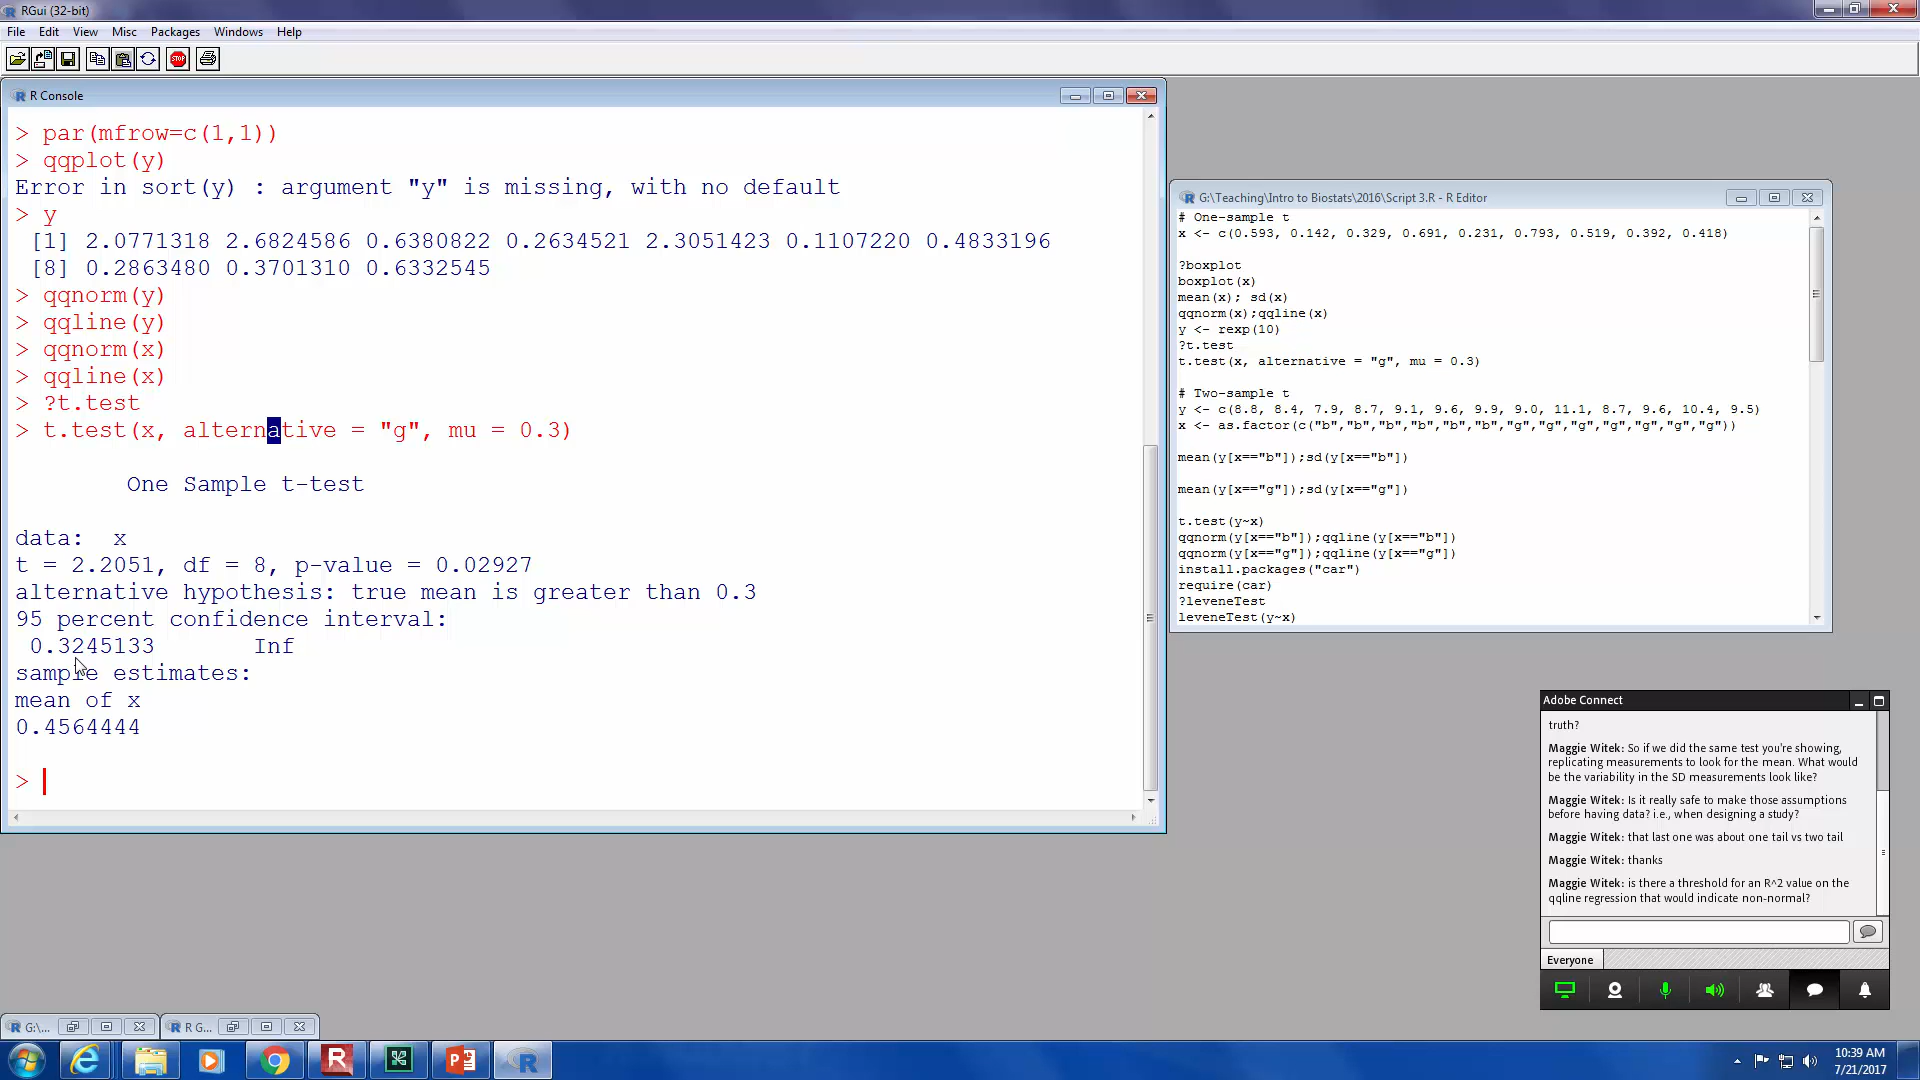 RGui (32-bit)
File Edit View Misc Packages Windows Help
STOP
R Console
> par(mfrow=c(1,1))
> qqplot(y)
Error in sort(y) : argument "y" is missing, with no default
> y
[1] 2.0771318 2.6824586 0.6380822 0.2634521 2.3051423 0.1107220 0.4833196
[8] 0.2863480 0.3701310 0.6332545
> qqnorm(y)
> qqline(y)
> qqnorm(x)
> qqline(x)
> ?t.test
> t.test(x, alternative = "g", mu = 0.3)
One Sample t-test
data: x
t = 2.2051, df = 8, p-value = 0.02927
alternative hypothesis: true mean is greater than 0.3
95 percent confidence interval:
0.3245133 Inf
sample estimates:
mean of x
0.4564444
>
G:\Teaching\Intro to Biostats\2016\Script 3.R - R Editor
# One-sample t
x <- c(0.593, 0.142, 0.329, 0.691, 0.231, 0.793, 0.519, 0.392, 0.418)
?boxplot
boxplot(x)
mean(x); sd(x)
qqnorm(x);qqline(x)
y <- rexp(10)
?t.test
t.test(x, alternative = "g", mu = 0.3)
# Two-sample t
y <- c(8.8, 8.4, 7.9, 8.7, 9.1, 9.6, 9.9, 9.0, 11.1, 8.7, 9.6, 10.4, 9.5)
x <- as.factor(c("b","b","b","b","b","b","g","g","g","g","g","g","g"))
mean(y[x=="b"]);sd(y[x=="b"])
mean(y[x=="g"]);sd(y[x=="g"])
t.test(y~x)
qqnorm(y[x=="b"]);qqline(y[x=="b"])
qqnorm(y[x=="g"]);qqline(y[x=="g"])
install.packages("car")
require(car)
?leveneTest
leveneTest(y~x)
Adobe Connect
truth?
Maggie Witek: So if we did the same test you're showing,
replicating measurements to look for the mean. What would
be the variability in the SD measurements look like?
Maggie Witek: Is it really safe to make those assumptions
before having data? i.e., when designing a study?
Maggie Witek: that last one was about one tail vs two tail
Maggie Witek: thanks
Maggie Witek: is there a threshold for an R^2 value on the
qqline regression that would indicate non-normal?
Everyone
G:\...
R G...
10:39 AM
7/21/2017